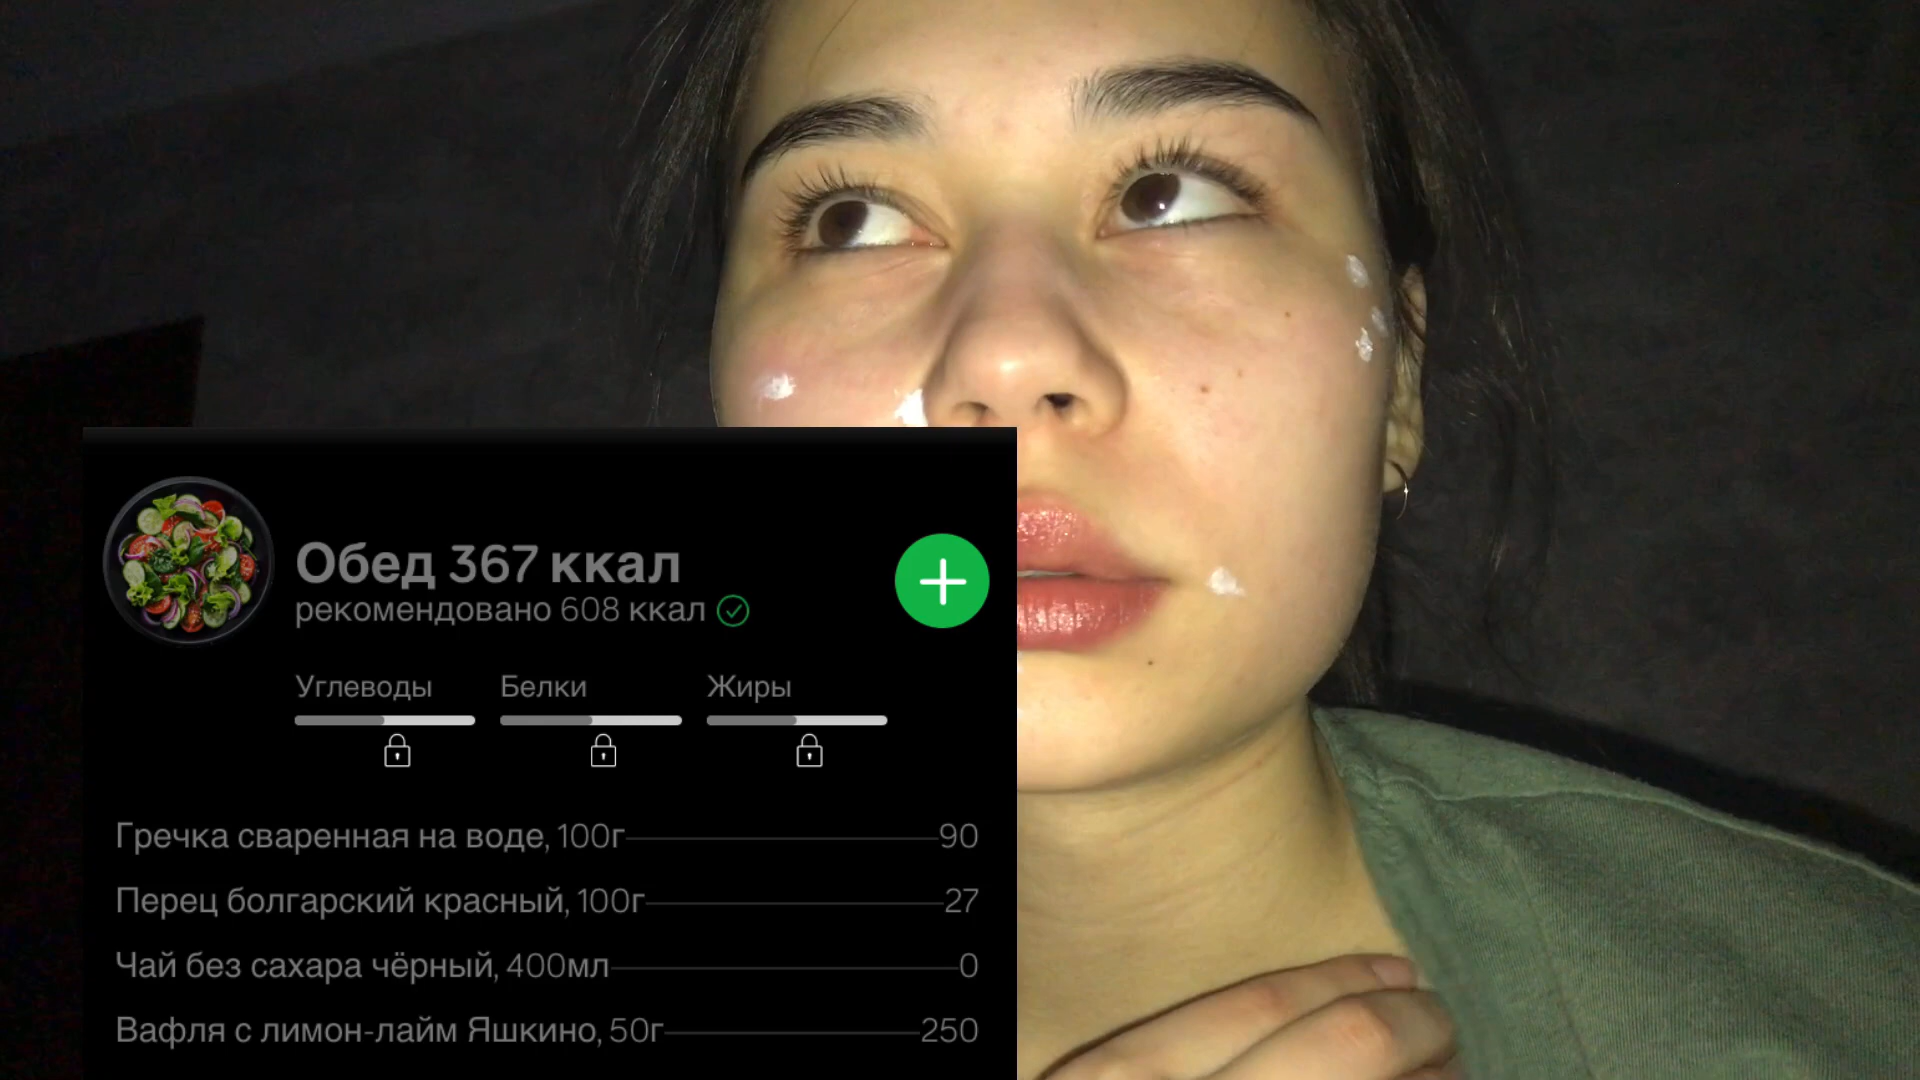 Обед 367 ккал
рекомендовано 608 ккал
Углеводы Белки Жиры
Гречка сваренная на воде, 100г 90
Перец болгарский красный, 100г 27
Чай без сахара чёрный, 400мл 0
Вафля с лимон-лайм Яшкино, 50г 250